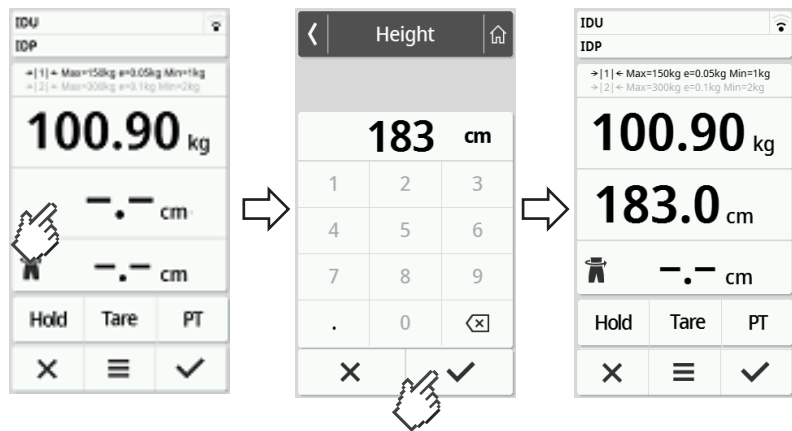 IDU
IDP
→|1|← Max=150kg e=0.05kg Min=1kg
→|2|← Max=300kg e=0.1kg Min=2kg
100.90 kg
–.– cm
–.– cm
Hold Tare PT
Height
183 cm
1 2 3
4 5 6
7 8 9
. 0
IDU
IDP
→|1|← Max=150kg e=0.05kg Min=1kg
→|2|← Max=300kg e=0.1kg Min=2kg
100.90 kg
183.0 cm
–.– cm
Hold Tare PT